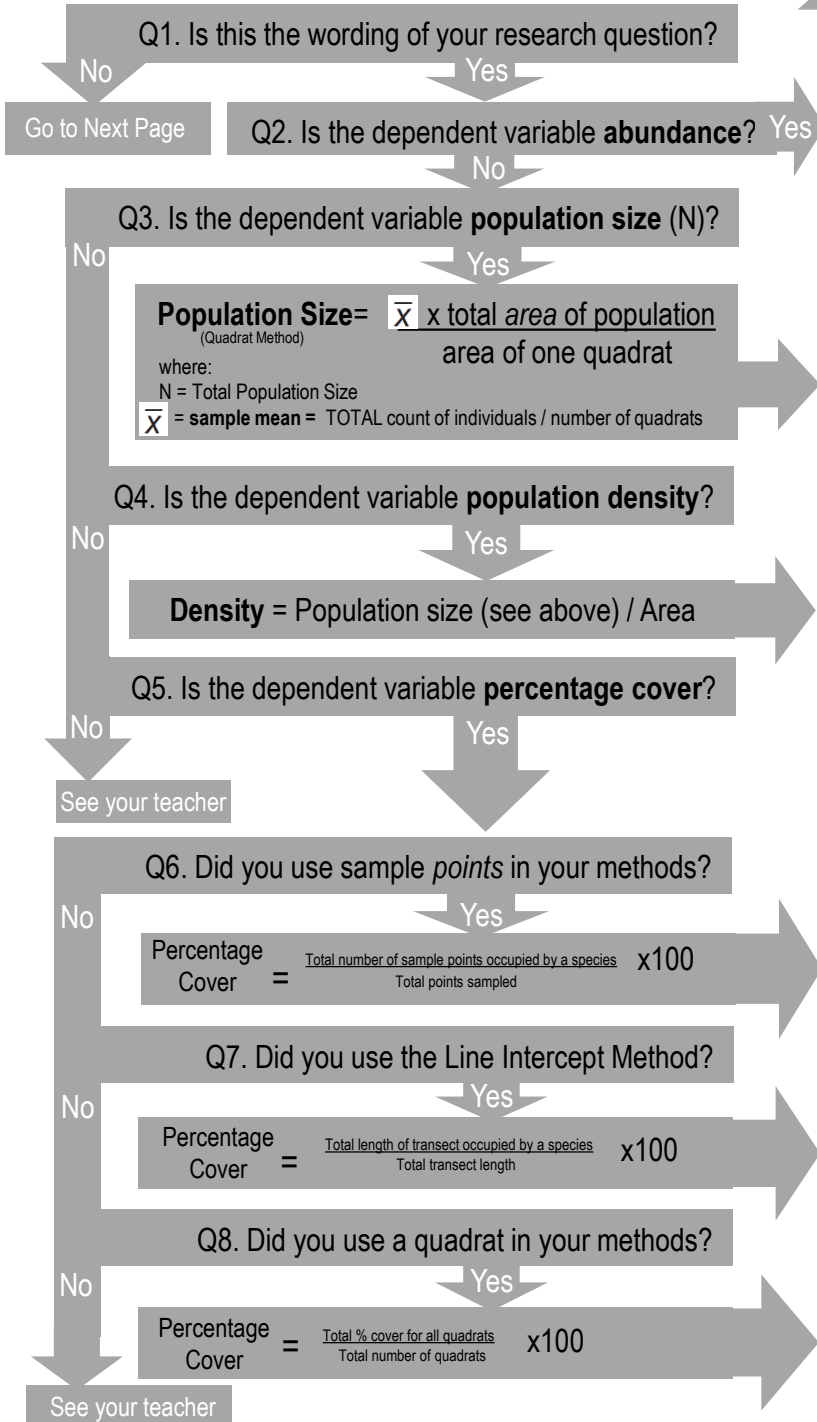 Q1. Is this the wording of your research question?
No
Yes
Go to Next Page
Q2. Is the dependent variable abundance?
Yes
No
Q3. Is the dependent variable population size (N)?
No
Yes
Population Size= x̅ x total area of population
(Quadrat Method)
area of one quadrat
where:
N = Total Population Size
x̅ = sample mean = TOTAL count of individuals / number of quadrats
Q4. Is the dependent variable population density?
No
Yes
Density = Population size (see above) / Area
Q5. Is the dependent variable percentage cover?
No
Yes
See your teacher
Q6. Did you use sample points in your methods?
No
Yes
Percentage
Cover
=
Total number of sample points occupied by a species
Total points sampled
x100
Q7. Did you use the Line Intercept Method?
No
Yes
Percentage
Cover
=
Total length of transect occupied by a species
Total transect length
x100
Q8. Did you use a quadrat in your methods?
No
Yes
Percentage
Cover
=
Total % cover for all quadrats
Total number of quadrats
x100
See your teacher